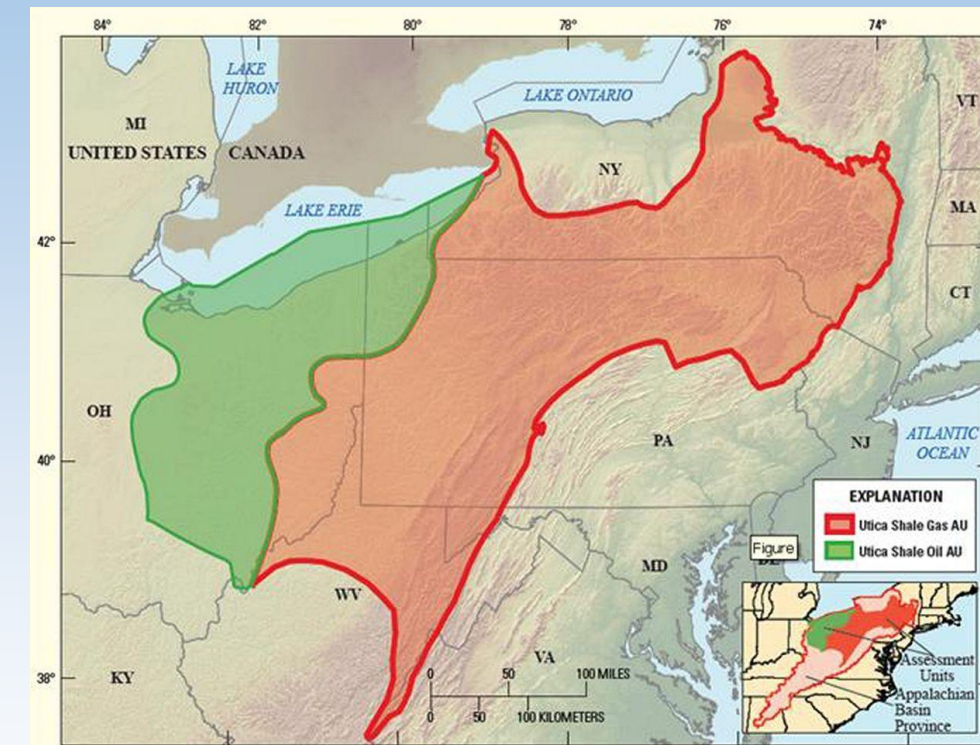 84°
82°
80°
78°
76°
74°
LAKE
HURON
LAKE ONTARIO
VT
MI
UNITED STATES
CANADA
NY
MA
LAKE ERIE
42°
CT
OH
PA
NJ
ATLANTIC
OCEAN
40°
EXPLANATION
Utica Shale Gas AU
Utica Shale Oil AU
Figure
MD
WV
VA
KY
38°
0 50 100 MILES
0 50 100 KILOMETERS
Assessment
Units
Appalachian
Basin
Province